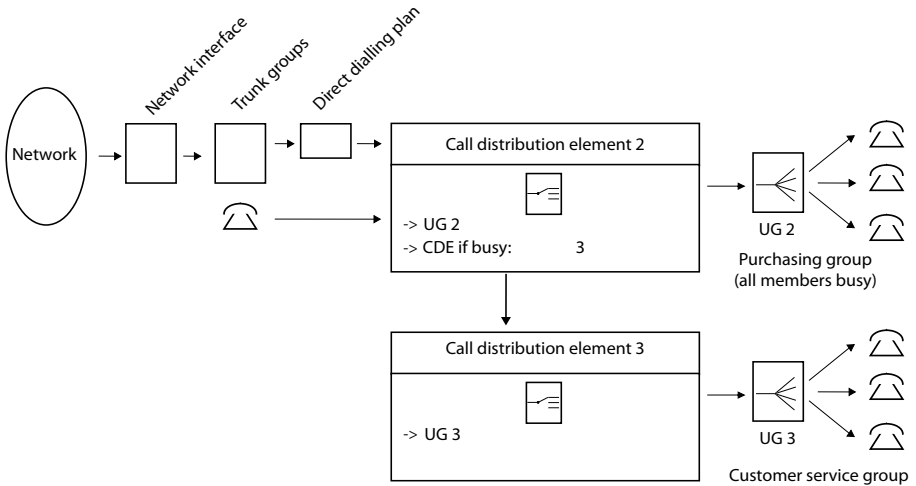 Network interface
Trunk groups
Direct dialling plan
Network
Call distribution element 2
-> UG 2
-> CDE if busy: 3
UG 2
Purchasing group
(all members busy)
Call distribution element 3
-> UG 3
UG 3
Customer service group